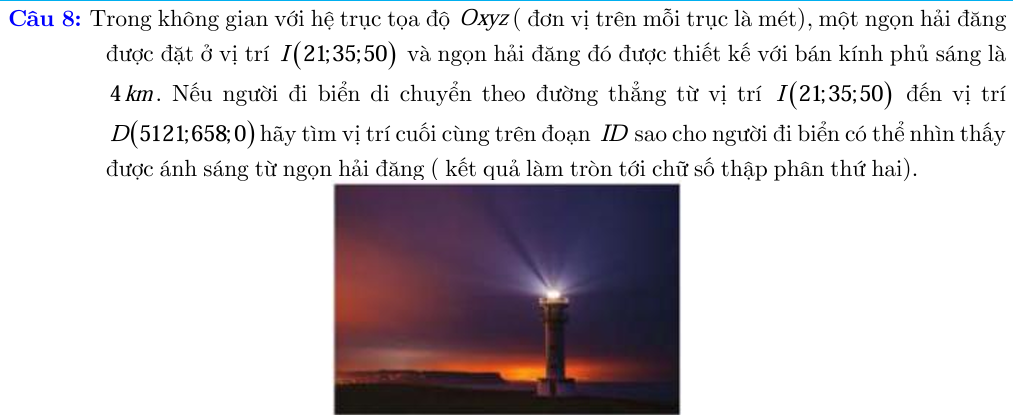 Câu 8: Trong không gian với hệ trục tọa độ Oxyz ( đơn vị trên mỗi trục là mét), một ngọn hải đăng
được đặt ở vị trí I(21;35;50) và ngọn hải đăng đó được thiết kế với bán kính phủ sáng là
4 km. Nếu người đi biển di chuyển theo đường thẳng từ vị trí I(21;35;50) đến vị trí
D(5121;658;0) hãy tìm vị trí cuối cùng trên đoạn ID sao cho người đi biển có thể nhìn thấy
được ánh sáng từ ngọn hải đăng ( kết quả làm tròn tới chữ số thập phân thứ hai).